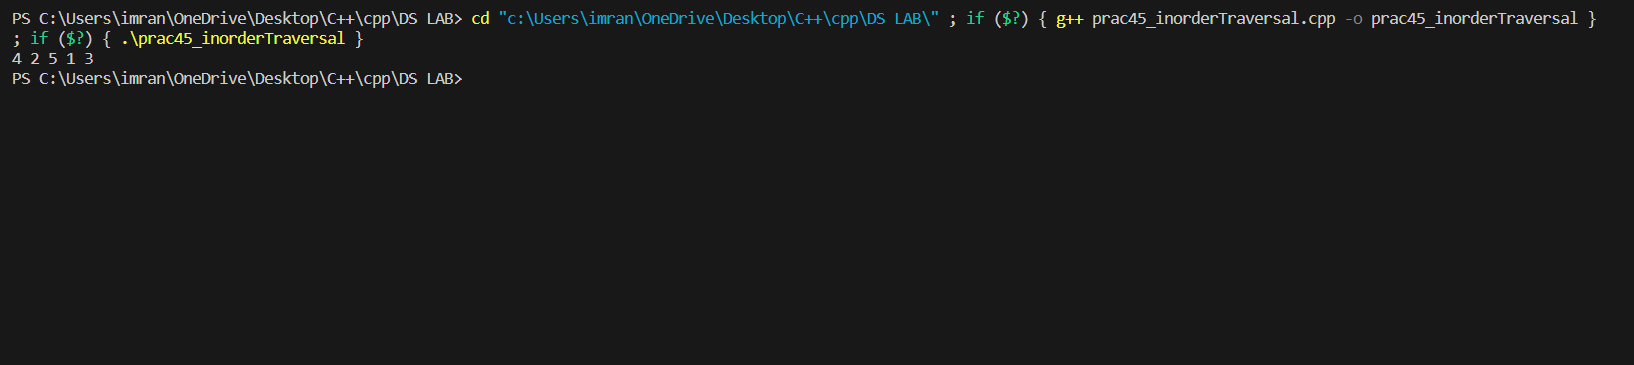 PS C:\Users\imran\OneDrive\Desktop\C++\cpp\DS LAB> cd "c:\Users\imran\OneDrive\Desktop\C++\cpp\DS LAB\" ; if ($?) { g++ prac45_inorderTraversal.cpp -o prac45_inorderTraversal }
; if ($?) { .\prac45_inorderTraversal }
4 2 5 1 3
PS C:\Users\imran\OneDrive\Desktop\C++\cpp\DS LAB>